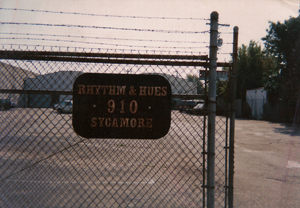 RHYTHM & HUES
· 910 ·
SYCAMORE